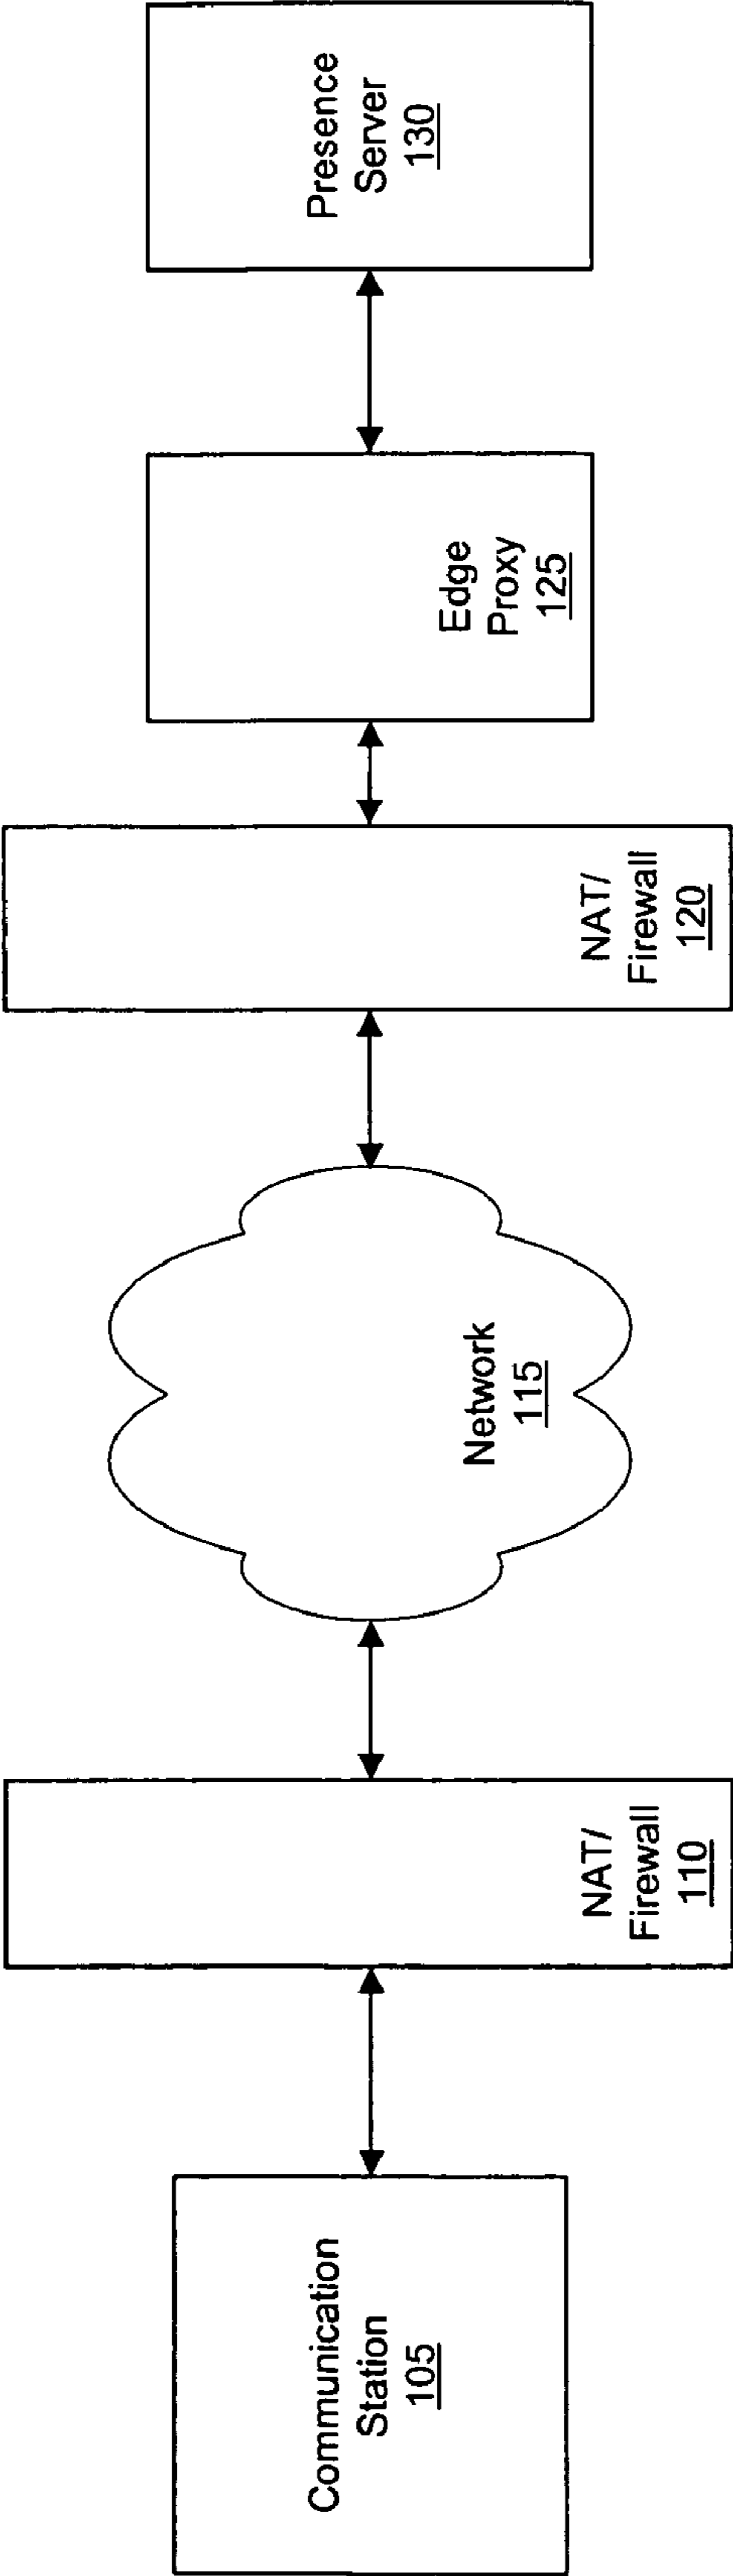 Communication
Station
105
NAT/
Firewall
110
Network
115
NAT/
Firewall
120
Edge
Proxy
125
Presence
Server
130